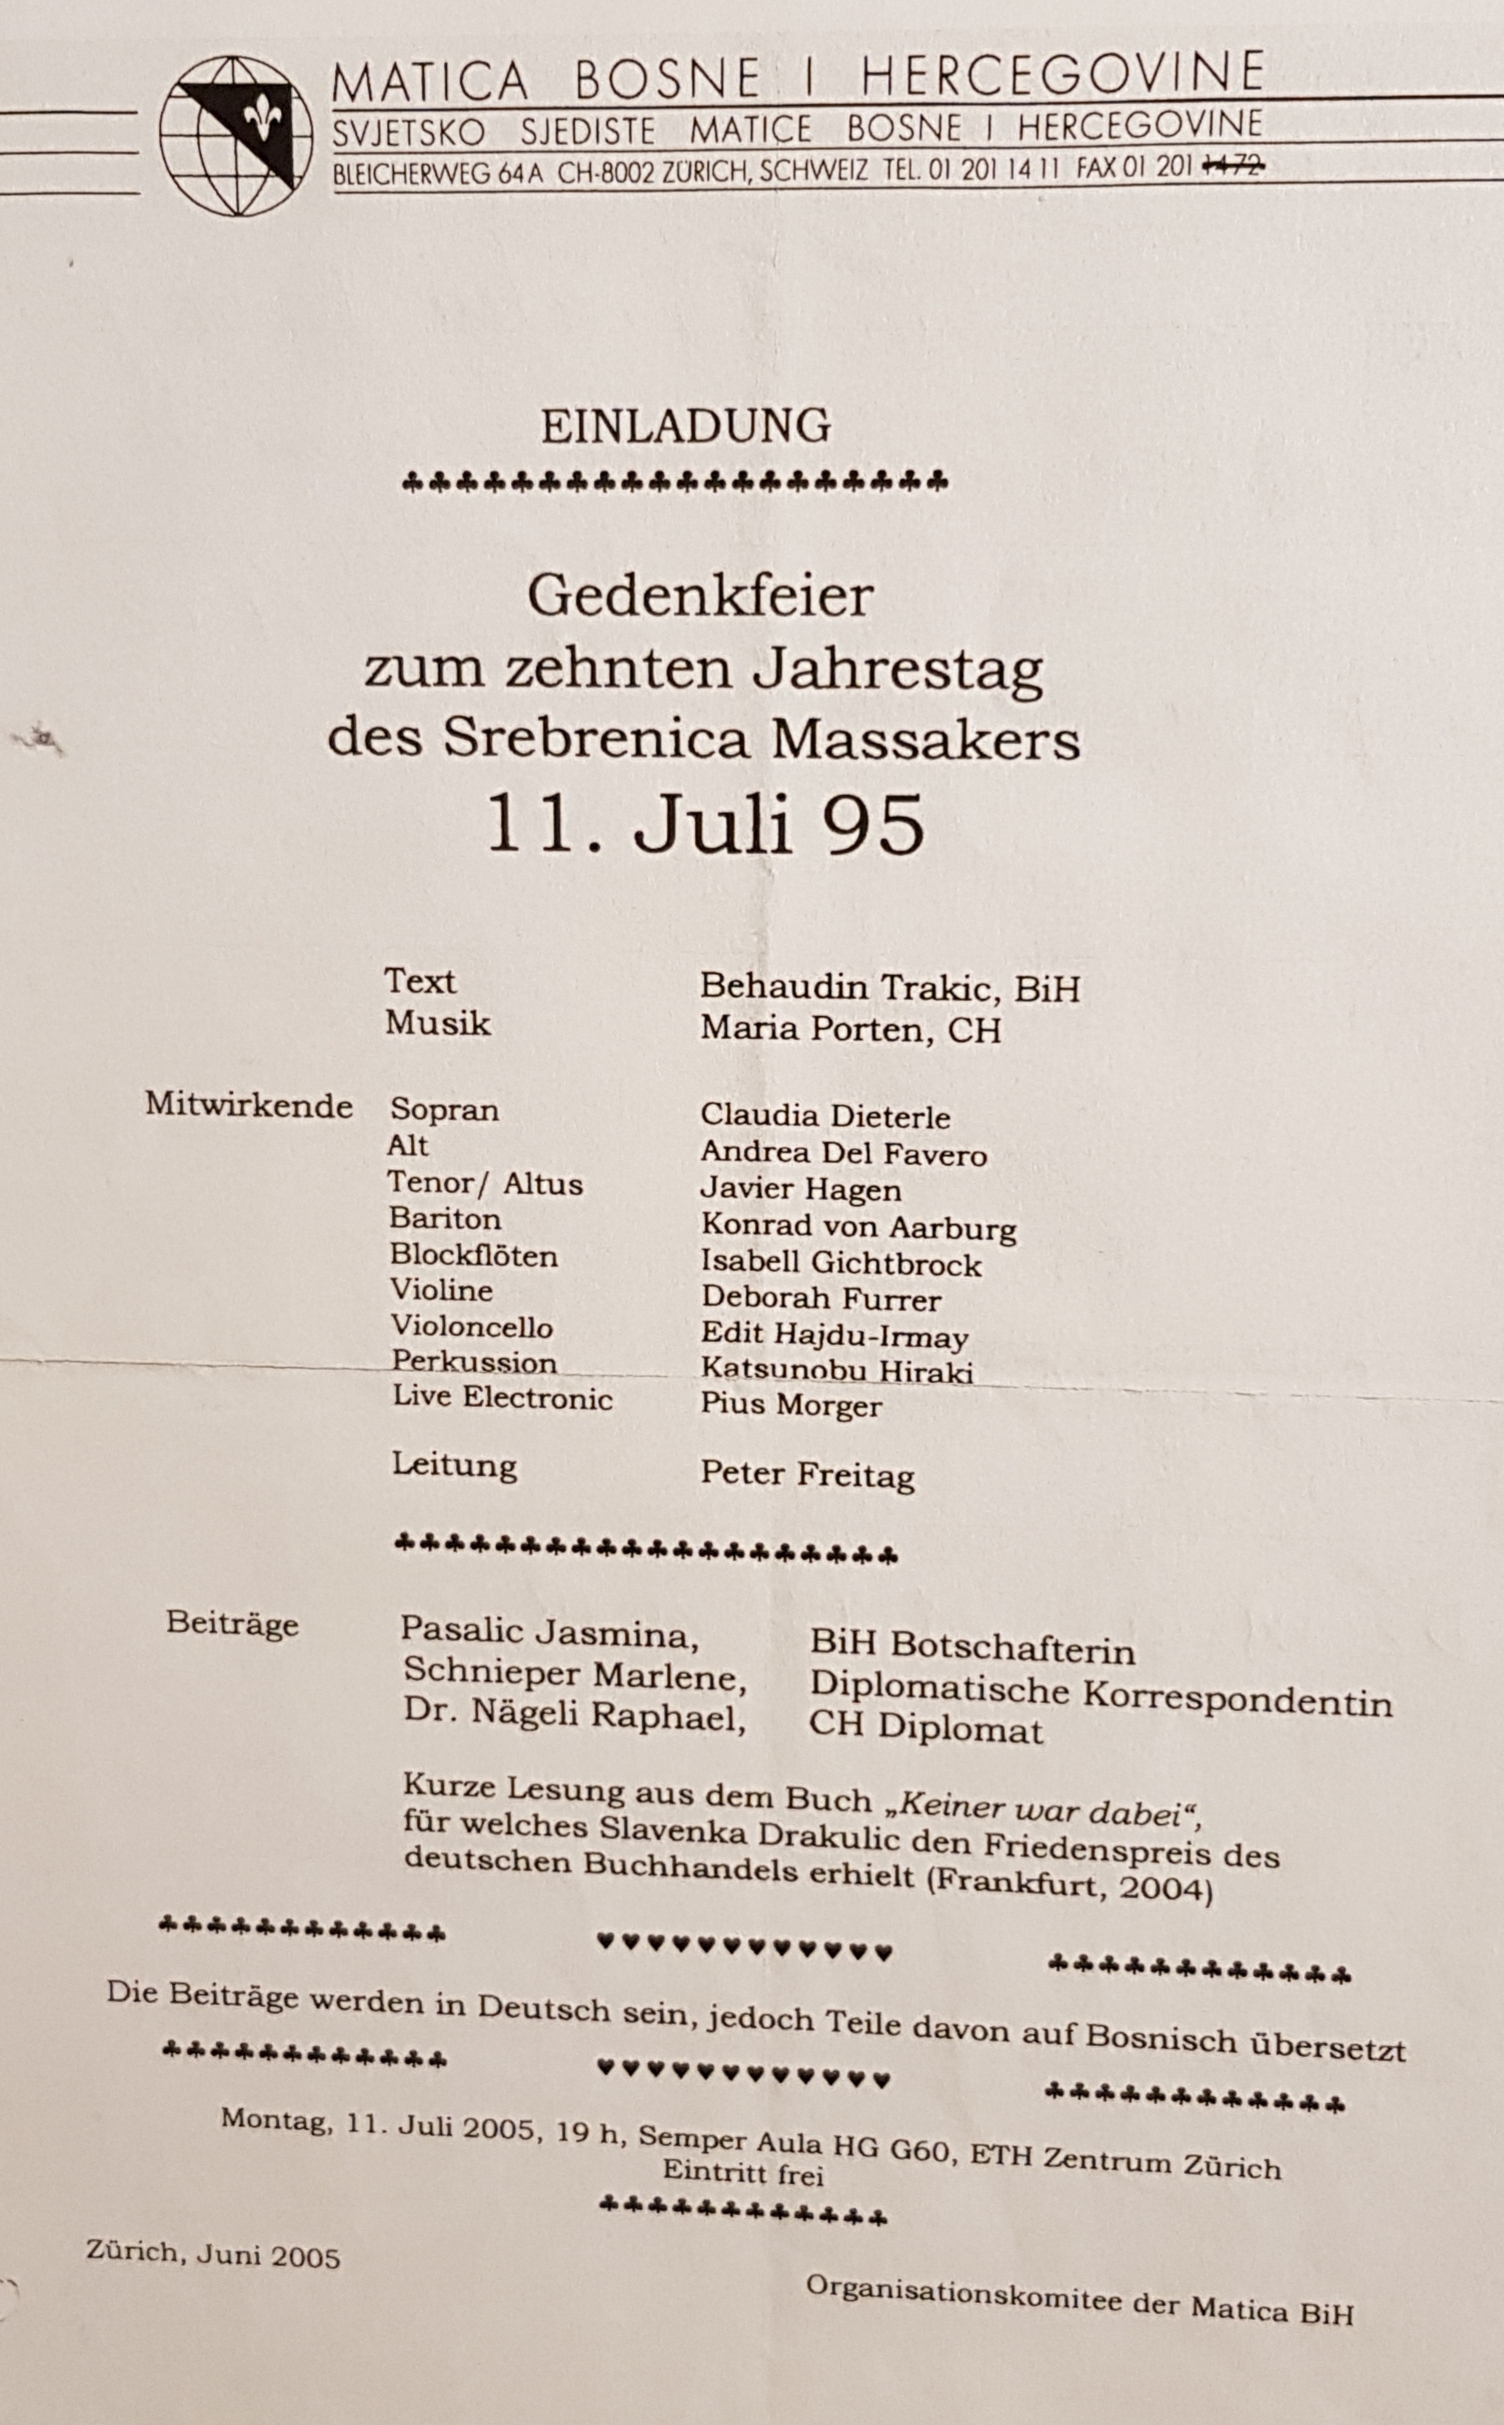 MATICA BOSNE I HERCEGOVINE
SVJETSKO SJEDISTE MATICE BOSNE I HERCEGOVINE
BLEICHERWEG 64A CH-8002 ZÜRICH, SCHWEIZ TEL. 01 201 14 11 FAX 01 201 14 72
EINLADUNG
♣♣♣♣♣♣♣♣♣♣♣♣♣♣♣♣♣♣♣♣
Gedenkfeier
zum zehnten Jahrestag
des Srebrenica Massakers
11. Juli 95
Text Behaudin Trakic, BiH
Musik Maria Porten, CH
Mitwirkende Sopran Claudia Dieterle
Alt Andrea Del Favero
Tenor/ Altus Javier Hagen
Bariton Konrad von Aarburg
Blockflöten Isabell Gichtbrock
Violine Deborah Furrer
Violoncello Edit Hajdu-Irmay
Perkussion Katsunobu Hiraki
Live Electronic Pius Morger
Leitung Peter Freitag
♣♣♣♣♣♣♣♣♣♣♣♣♣♣♣♣♣♣♣♣
Beiträge Pasalic Jasmina, BiH Botschafterin
Schnieper Marlene, Diplomatische Korrespondentin
Dr. Nägeli Raphael, CH Diplomat
Kurze Lesung aus dem Buch „Keiner war dabei“,
für welches Slavenka Drakulic den Friedenspreis des
deutschen Buchhandels erhielt (Frankfurt, 2004)
♣♣♣♣♣♣♣♣♣♣♣♣ ♥♥♥♥♥♥♥♥♥♥♥♥ ♣♣♣♣♣♣♣♣♣♣♣♣
Die Beiträge werden in Deutsch sein, jedoch Teile davon auf Bosnisch übersetzt
♣♣♣♣♣♣♣♣♣♣♣♣ ♥♥♥♥♥♥♥♥♥♥♥♥ ♣♣♣♣♣♣♣♣♣♣♣♣
Montag, 11. Juli 2005, 19 h, Semper Aula HG G60, ETH Zentrum Zürich
Eintritt frei
♣♣♣♣♣♣♣♣♣♣♣♣
Zürich, Juni 2005
Organisationskomitee der Matica BiH